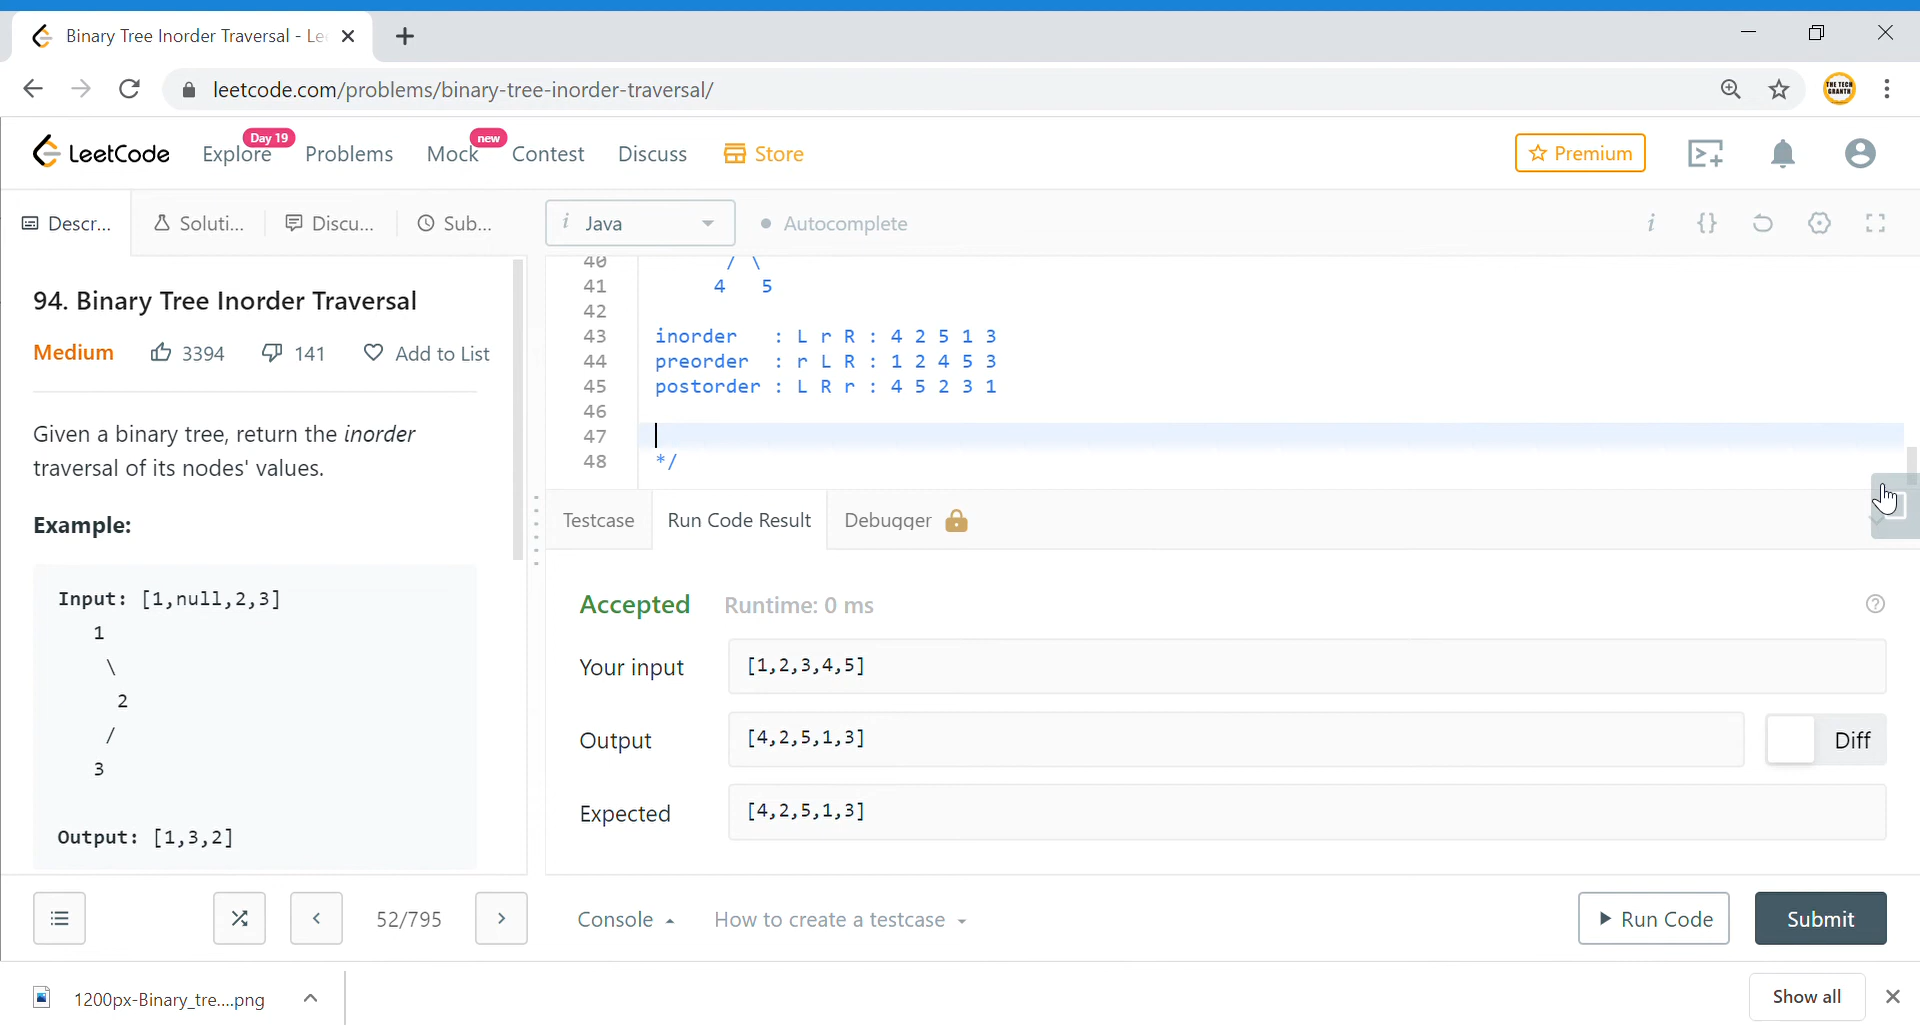 Binary Tree Inorder Traversal - Le
leetcode.com/problems/binary-tree-inorder-traversal/
THE TECH
GRANTH
LeetCode
Explore
Day 19
Problems
Mock
new
Contest
Discuss
Store
Premium
Descr...
Soluti...
Discu...
Sub...
i Java
Autocomplete
i {}
94. Binary Tree Inorder Traversal
Medium 3394 141 Add to List
Given a binary tree, return the inorder
traversal of its nodes' values.
Example:
Input: [1,null,2,3]
1
\
2
/
3
Output: [1,3,2]
40 / \
41 4 5
42
43 inorder : L r R : 4 2 5 1 3
44 preorder : r L R : 1 2 4 5 3
45 postorder : L R r : 4 5 2 3 1
46
47
48 */
Testcase
Run Code Result
Debugger
Accepted Runtime: 0 ms
?
Your input [1,2,3,4,5]
Output [4,2,5,1,3]
Diff
Expected [4,2,5,1,3]
52/795
Console
How to create a testcase
Run Code
Submit
1200px-Binary_tre....png
Show all